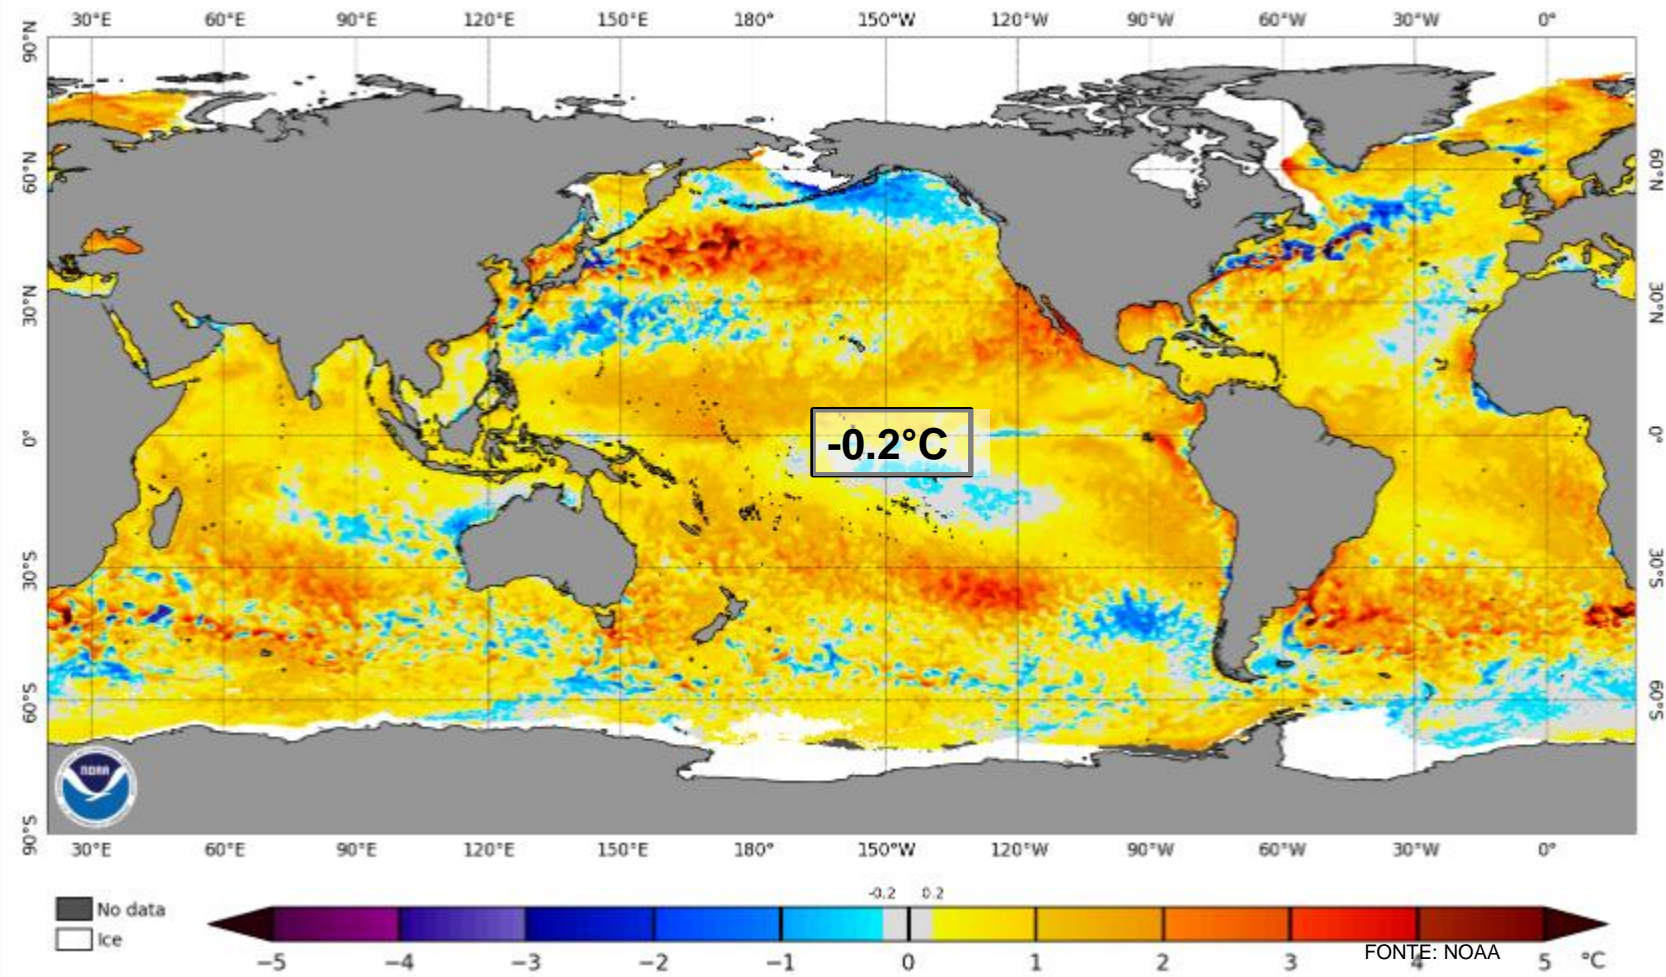 30°E 60°E 90°E 120°E 150°E 180° 150°W 120°W 90°W 60°W 30°W 0°
90°N
60°N 60°N
30°N 30°N
0° 0°
-0.2°C
30°S 30°S
60°S 60°S
NOAA
90°S
30°E 60°E 90°E 120°E 150°E 180° 150°W 120°W 90°W 60°W 30°W 0°
-0.2 0.2
No data
Ice
FONTE: NOAA
−5 −4 −3 −2 −1 0 1 2 3 4 5 °C